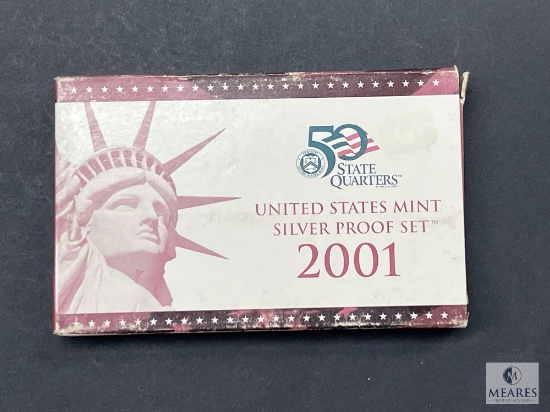 50
STATE
QUARTERS™
UNITED STATES MINT
SILVER PROOF SET™
2001
M
MEARES